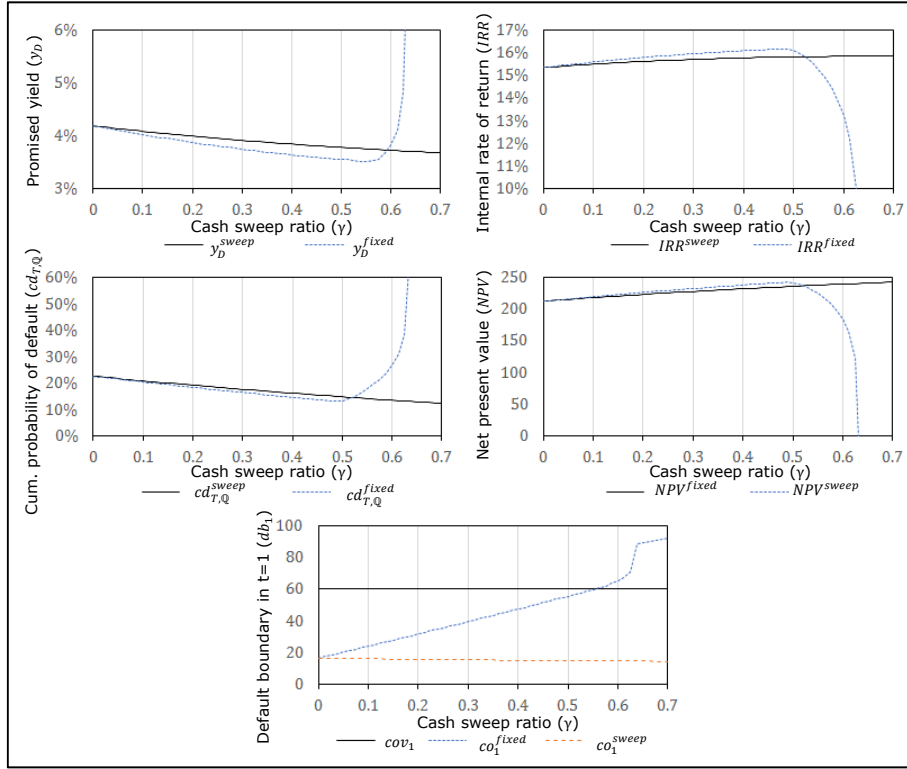 Promised yield (y_D)
6%
5%
4%
3%
0 0.1 0.2 0.3 0.4 0.5 0.6 0.7
Cash sweep ratio (γ)
y_D^sweep y_D^fixed
Internal rate of return (IRR)
17%
16%
15%
14%
13%
12%
11%
10%
0 0.1 0.2 0.3 0.4 0.5 0.6 0.7
Cash sweep ratio (γ)
IRR^sweep IRR^fixed
Cum. probability of default (cd_T,ℚ)
60%
50%
40%
30%
20%
10%
0%
0 0.1 0.2 0.3 0.4 0.5 0.6 0.7
Cash sweep ratio (γ)
cd_T,ℚ^sweep cd_T,ℚ^fixed
Net present value (NPV)
250
200
150
100
50
0
0 0.1 0.2 0.3 0.4 0.5 0.6 0.7
Cash sweep ratio (γ)
NPV^fixed NPV^sweep
Default boundary in t=1 (db_1)
100
80
60
40
20
0
0 0.1 0.2 0.3 0.4 0.5 0.6 0.7
Cash sweep ratio (γ)
cov_1 co_1^fixed co_1^sweep